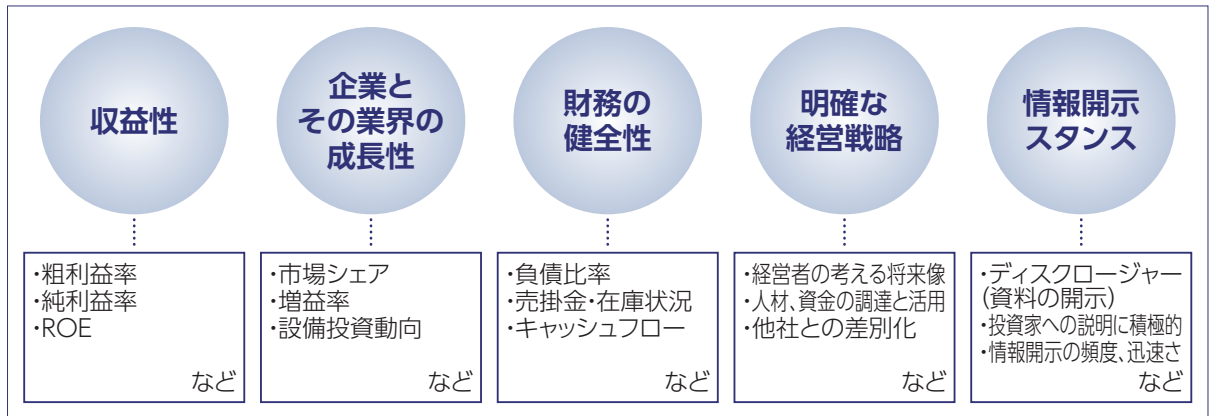 収益性
企業と
その業界の
成長性
財務の
健全性
明確な
経営戦略
情報開示
スタンス
・粗利益率
・純利益率
・ROE
など
・市場シェア
・増益率
・設備投資動向
など
・負債比率
・売掛金・在庫状況
・キャッシュフロー
など
・経営者の考える将来像
・人材、資金の調達と活用
・他社との差別化
など
・ディスクロージャー
(資料の開示)
・投資家への説明に積極的
・情報開示の頻度、迅速さ
など